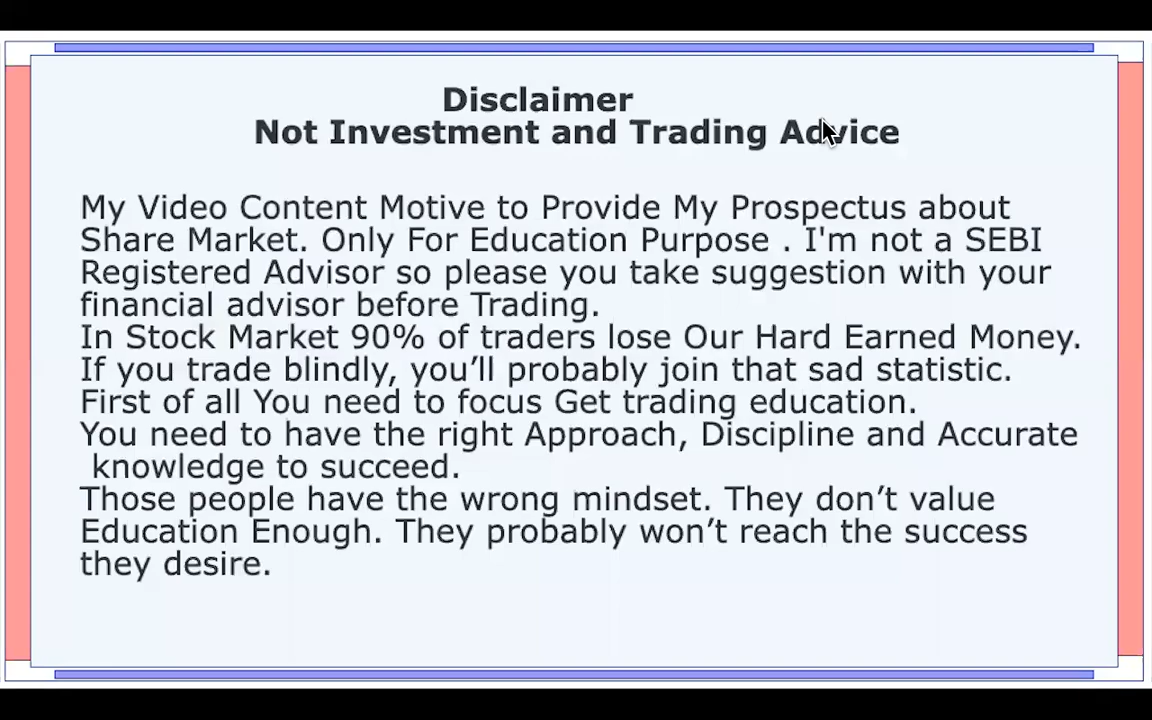 Disclaimer
Not Investment and Trading Advice
My Video Content Motive to Provide My Prospectus about
Share Market. Only For Education Purpose . I'm not a SEBI
Registered Advisor so please you take suggestion with your
financial advisor before Trading.
In Stock Market 90% of traders lose Our Hard Earned Money.
If you trade blindly, you’ll probably join that sad statistic.
First of all You need to focus Get trading education.
You need to have the right Approach, Discipline and Accurate
knowledge to succeed.
Those people have the wrong mindset. They don’t value
Education Enough. They probably won’t reach the success
they desire.